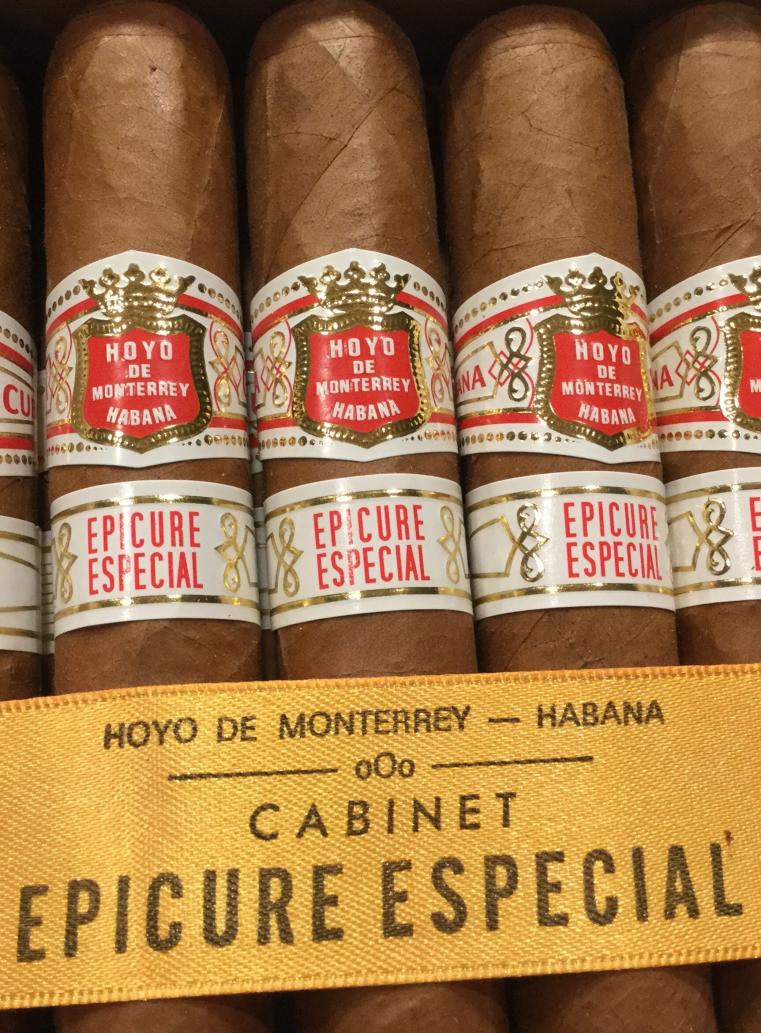 HOYO
DE
MONTERREY
HABANA
HOYO
DE
MONTERREY
HABANA
HOYO
DE
MONTERREY
HABANA
EPICURE
ESPECIAL
EPICURE
ESPECIAL
EPICURE
ESPECIAL
HOYO DE MONTERREY — HABANA
oOo
CABINET
EPICURE ESPECIAL